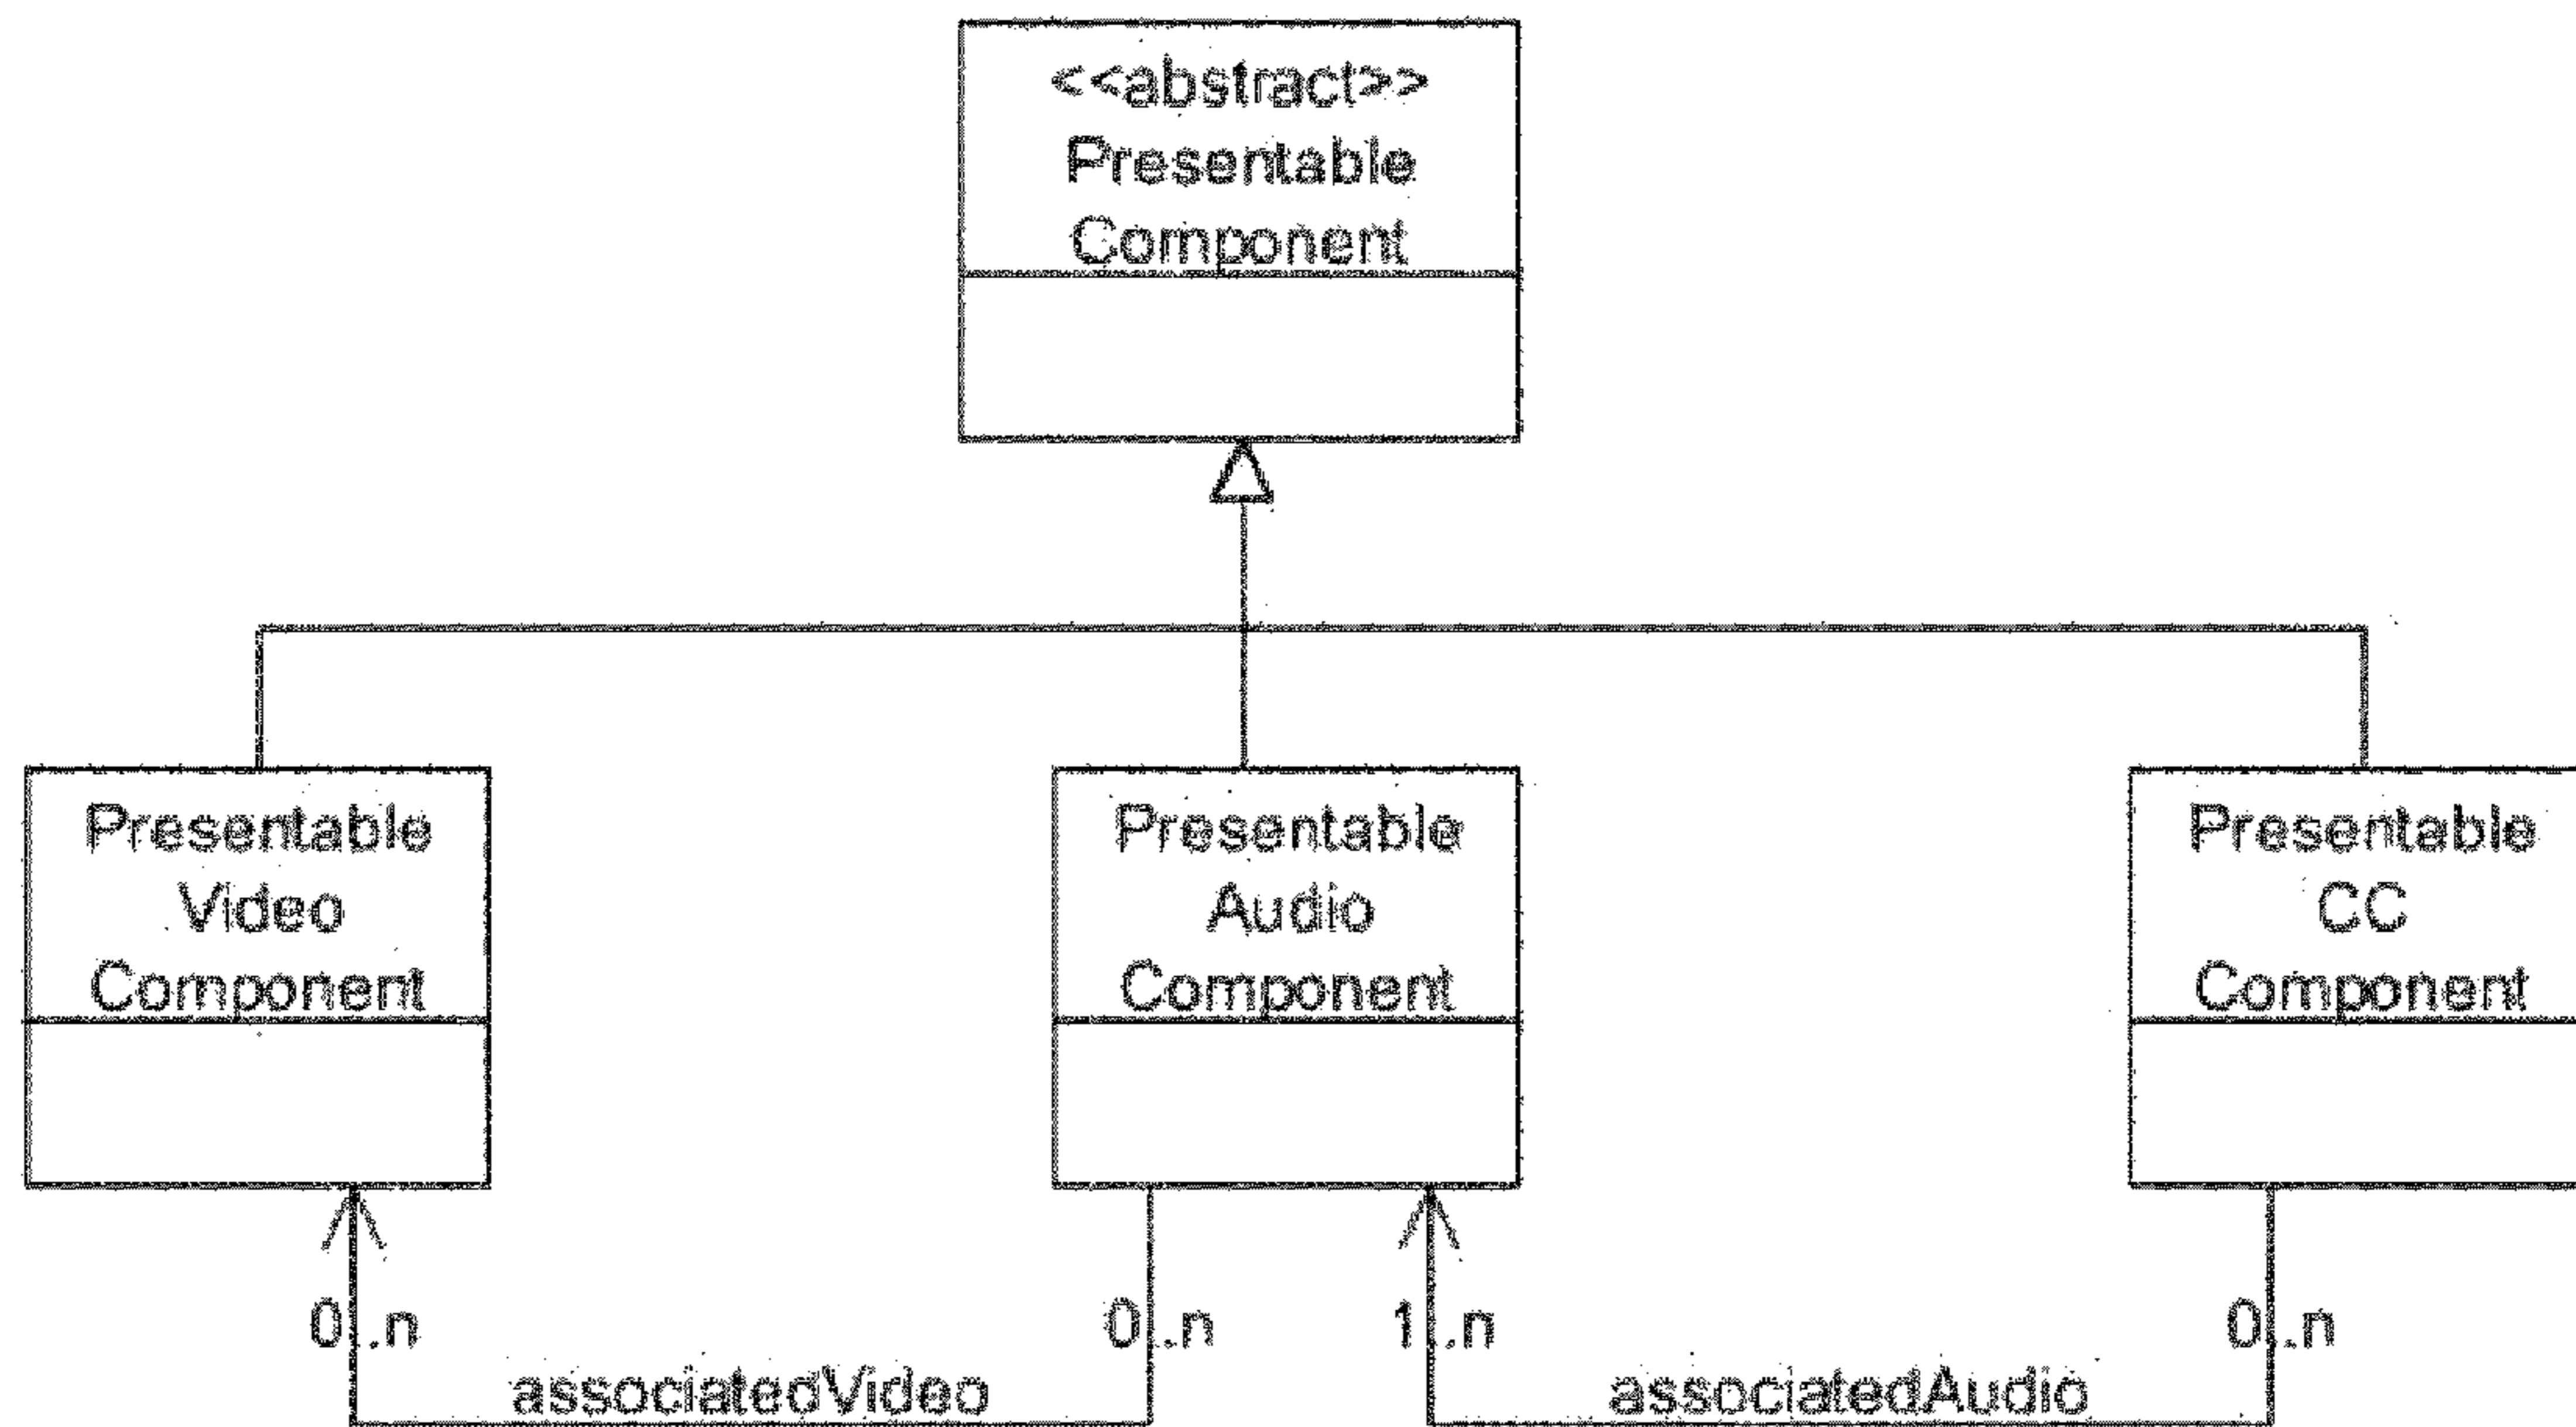 <<abstract>>
Presentable
Component
Presentable
Video
Component
Presentable
Audio
Component
Presentable
CC
Component
0..n
0..n
1..n
0..n
associatedVideo
associatedAudio